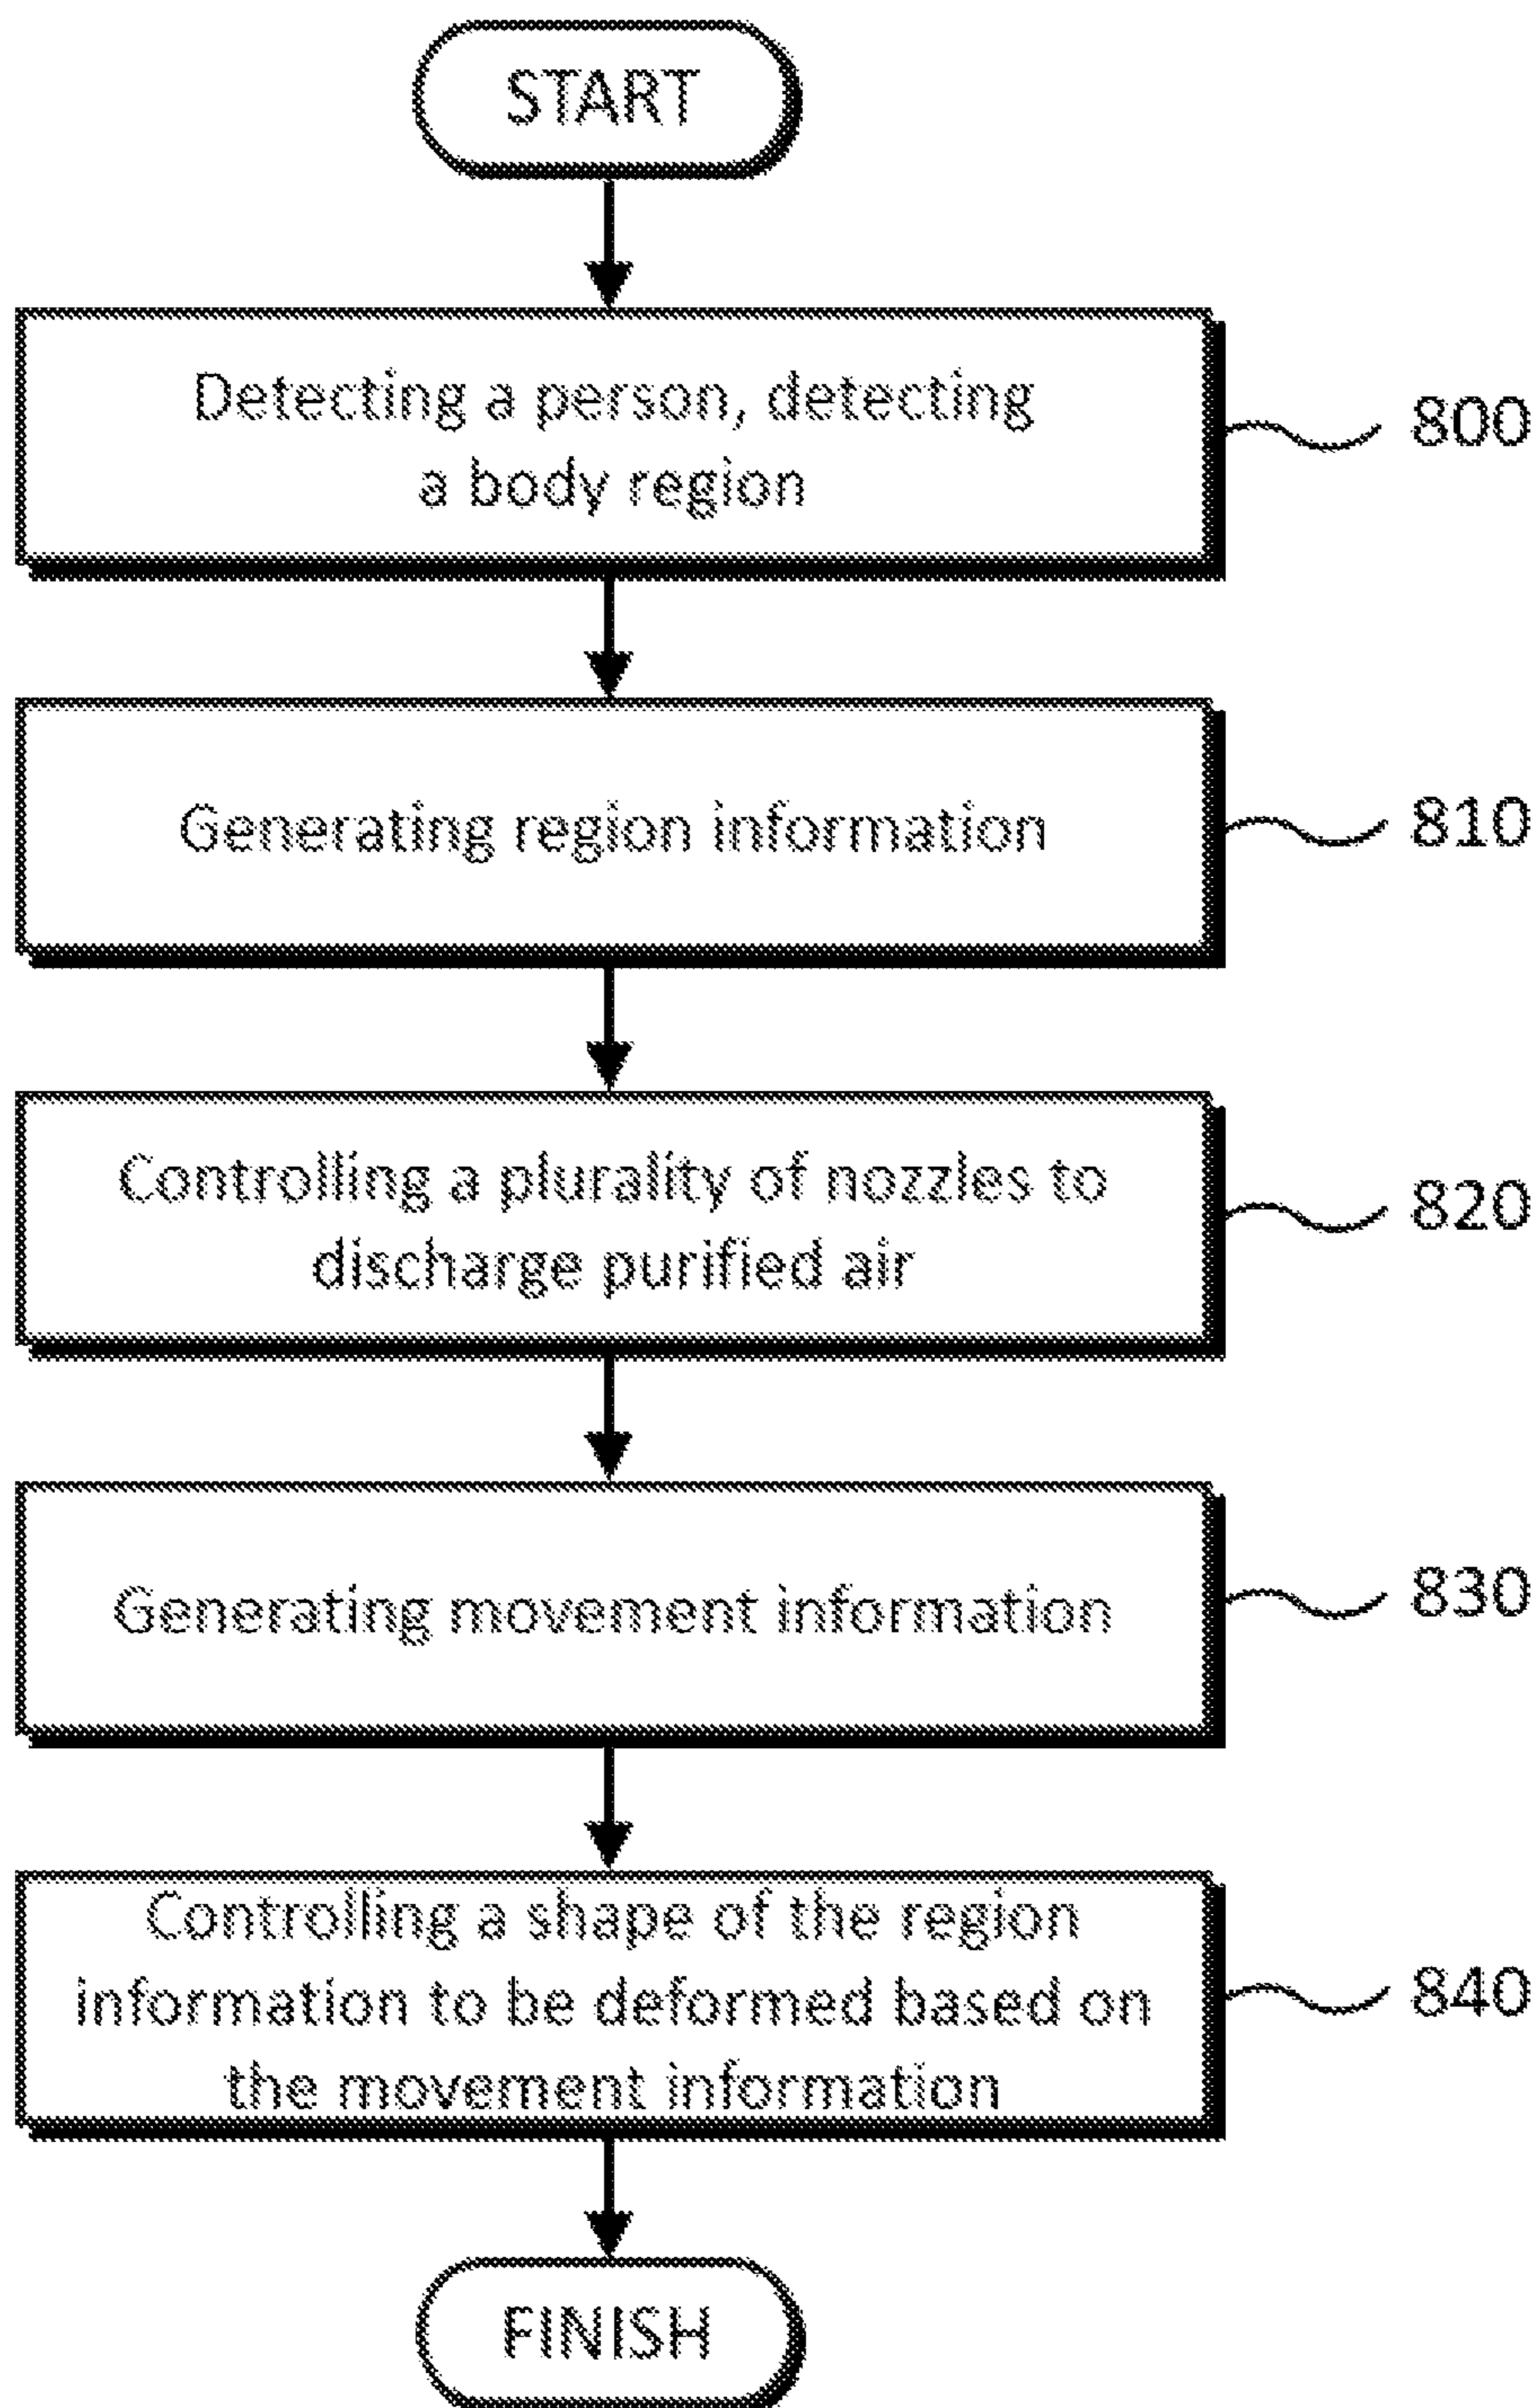 START
Detecting a person, detecting
a body region
800
Generating region information
810
Controlling a plurality of nozzles to
discharge purified air
820
Generating movement information
830
Controlling a shape of the region
information to be deformed based on
the movement information
840
FINISH